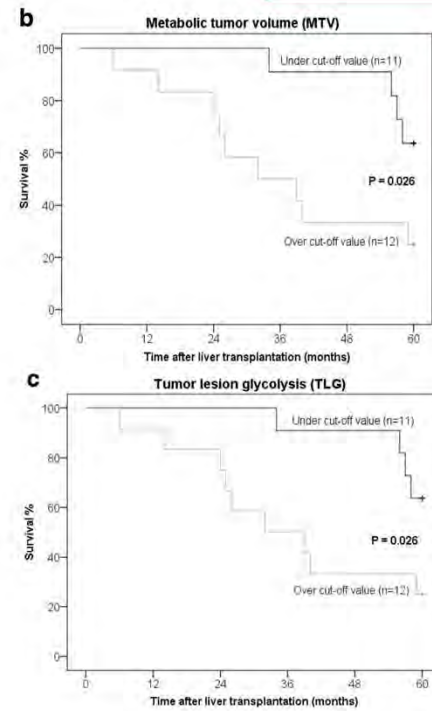 b
Metabolic tumor volume (MTV)
100
80
60
40
20
0
Survival %
Under cut-off value (n=11)
P = 0.026
Over cut-off value (n=12)
0 12 24 36 48 60
Time after liver transplantation (months)
c
Tumor lesion glycolysis (TLG)
100
80
60
40
20
0
Survival %
Under cut-off value (n=11)
P = 0.026
Over cut-off value (n=12)
0 12 24 36 48 60
Time after liver transplantation (months)